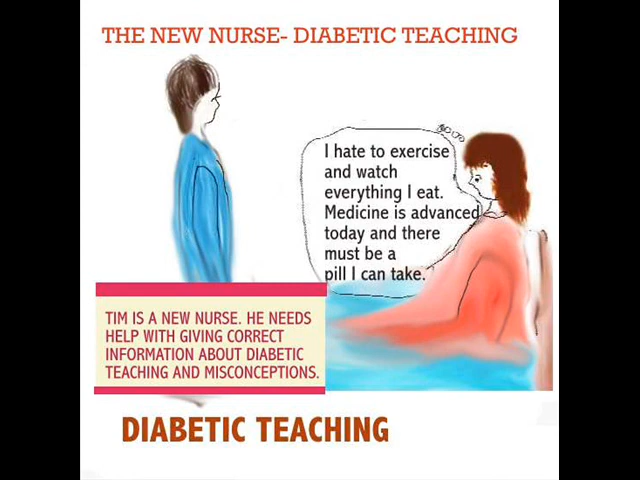 THE NEW NURSE- DIABETIC TEACHING
I hate to exercise
and watch
everything I eat.
Medicine is advanced
today and there
must be a
pill I can take.
TIM IS A NEW NURSE. HE NEEDS
HELP WITH GIVING CORRECT
INFORMATION ABOUT DIABETIC
TEACHING AND MISCONCEPTIONS.
DIABETIC TEACHING